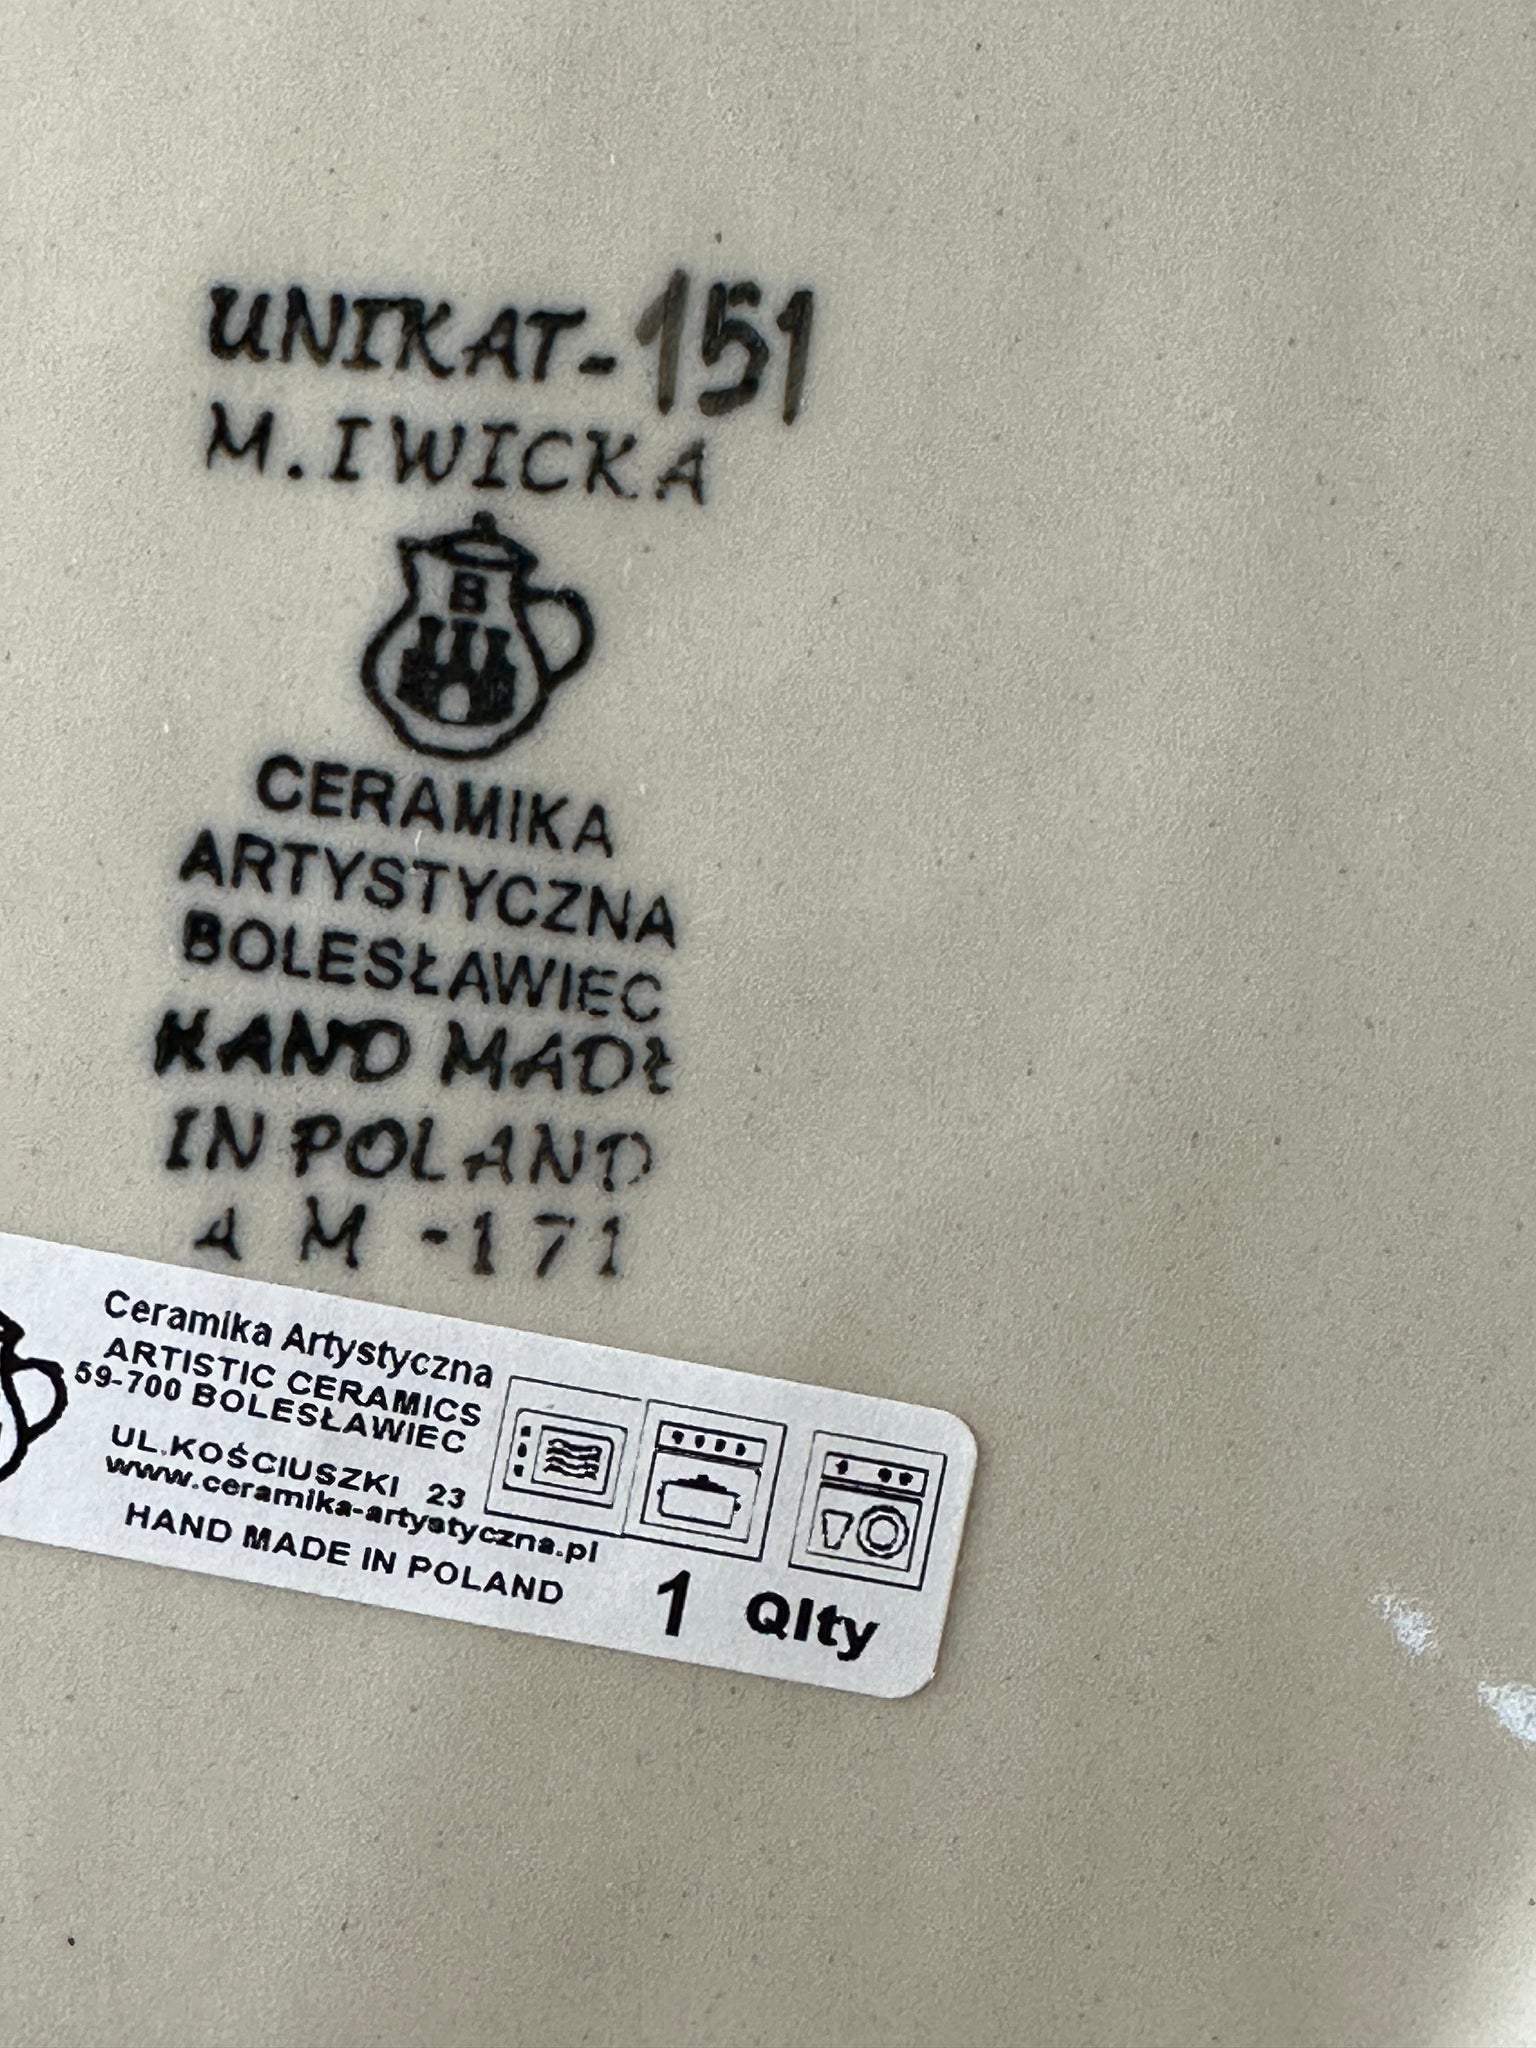 UNIKAT-151
M. IWICKA
B
CERAMIKA
ARTYSTYCZNA
BOLESŁAWIEC
HAND MADE
IN POLAND
AM-171
Ceramika Artystyczna
ARTISTIC CERAMICS
59-700 BOLESŁAWIEC
UL.KOŚCIUSZKI 23
www.ceramika-artystyczna.pl
HAND MADE IN POLAND
1 Qlty